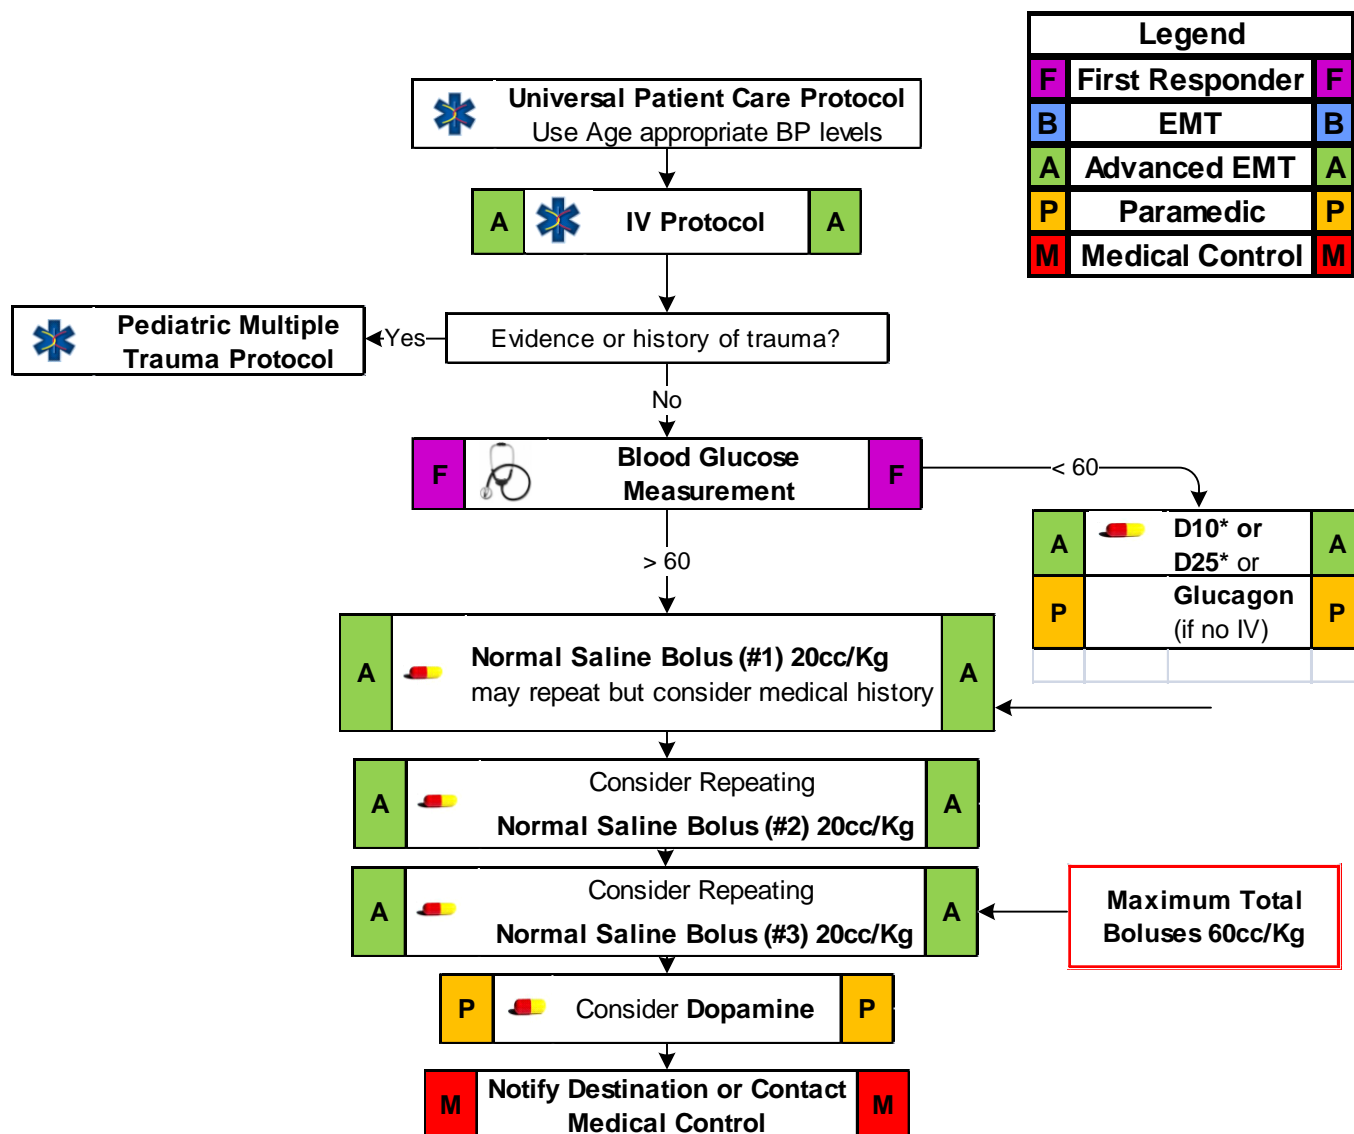 Legend
F First Responder F
B EMT B
A Advanced EMT A
P Paramedic P
M Medical Control M
Universal Patient Care Protocol
Use Age appropriate BP levels
A IV Protocol A
Pediatric Multiple
Trauma Protocol
Yes
Evidence or history of trauma?
No
F Blood Glucose F
Measurement
< 60
> 60
A D10* or A
D25* or
P Glucagon P
(if no IV)
A Normal Saline Bolus (#1) 20cc/Kg A
may repeat but consider medical history
A Consider Repeating A
Normal Saline Bolus (#2) 20cc/Kg
A Consider Repeating A
Normal Saline Bolus (#3) 20cc/Kg
Maximum Total
Boluses 60cc/Kg
P Consider Dopamine P
M Notify Destination or Contact M
Medical Control